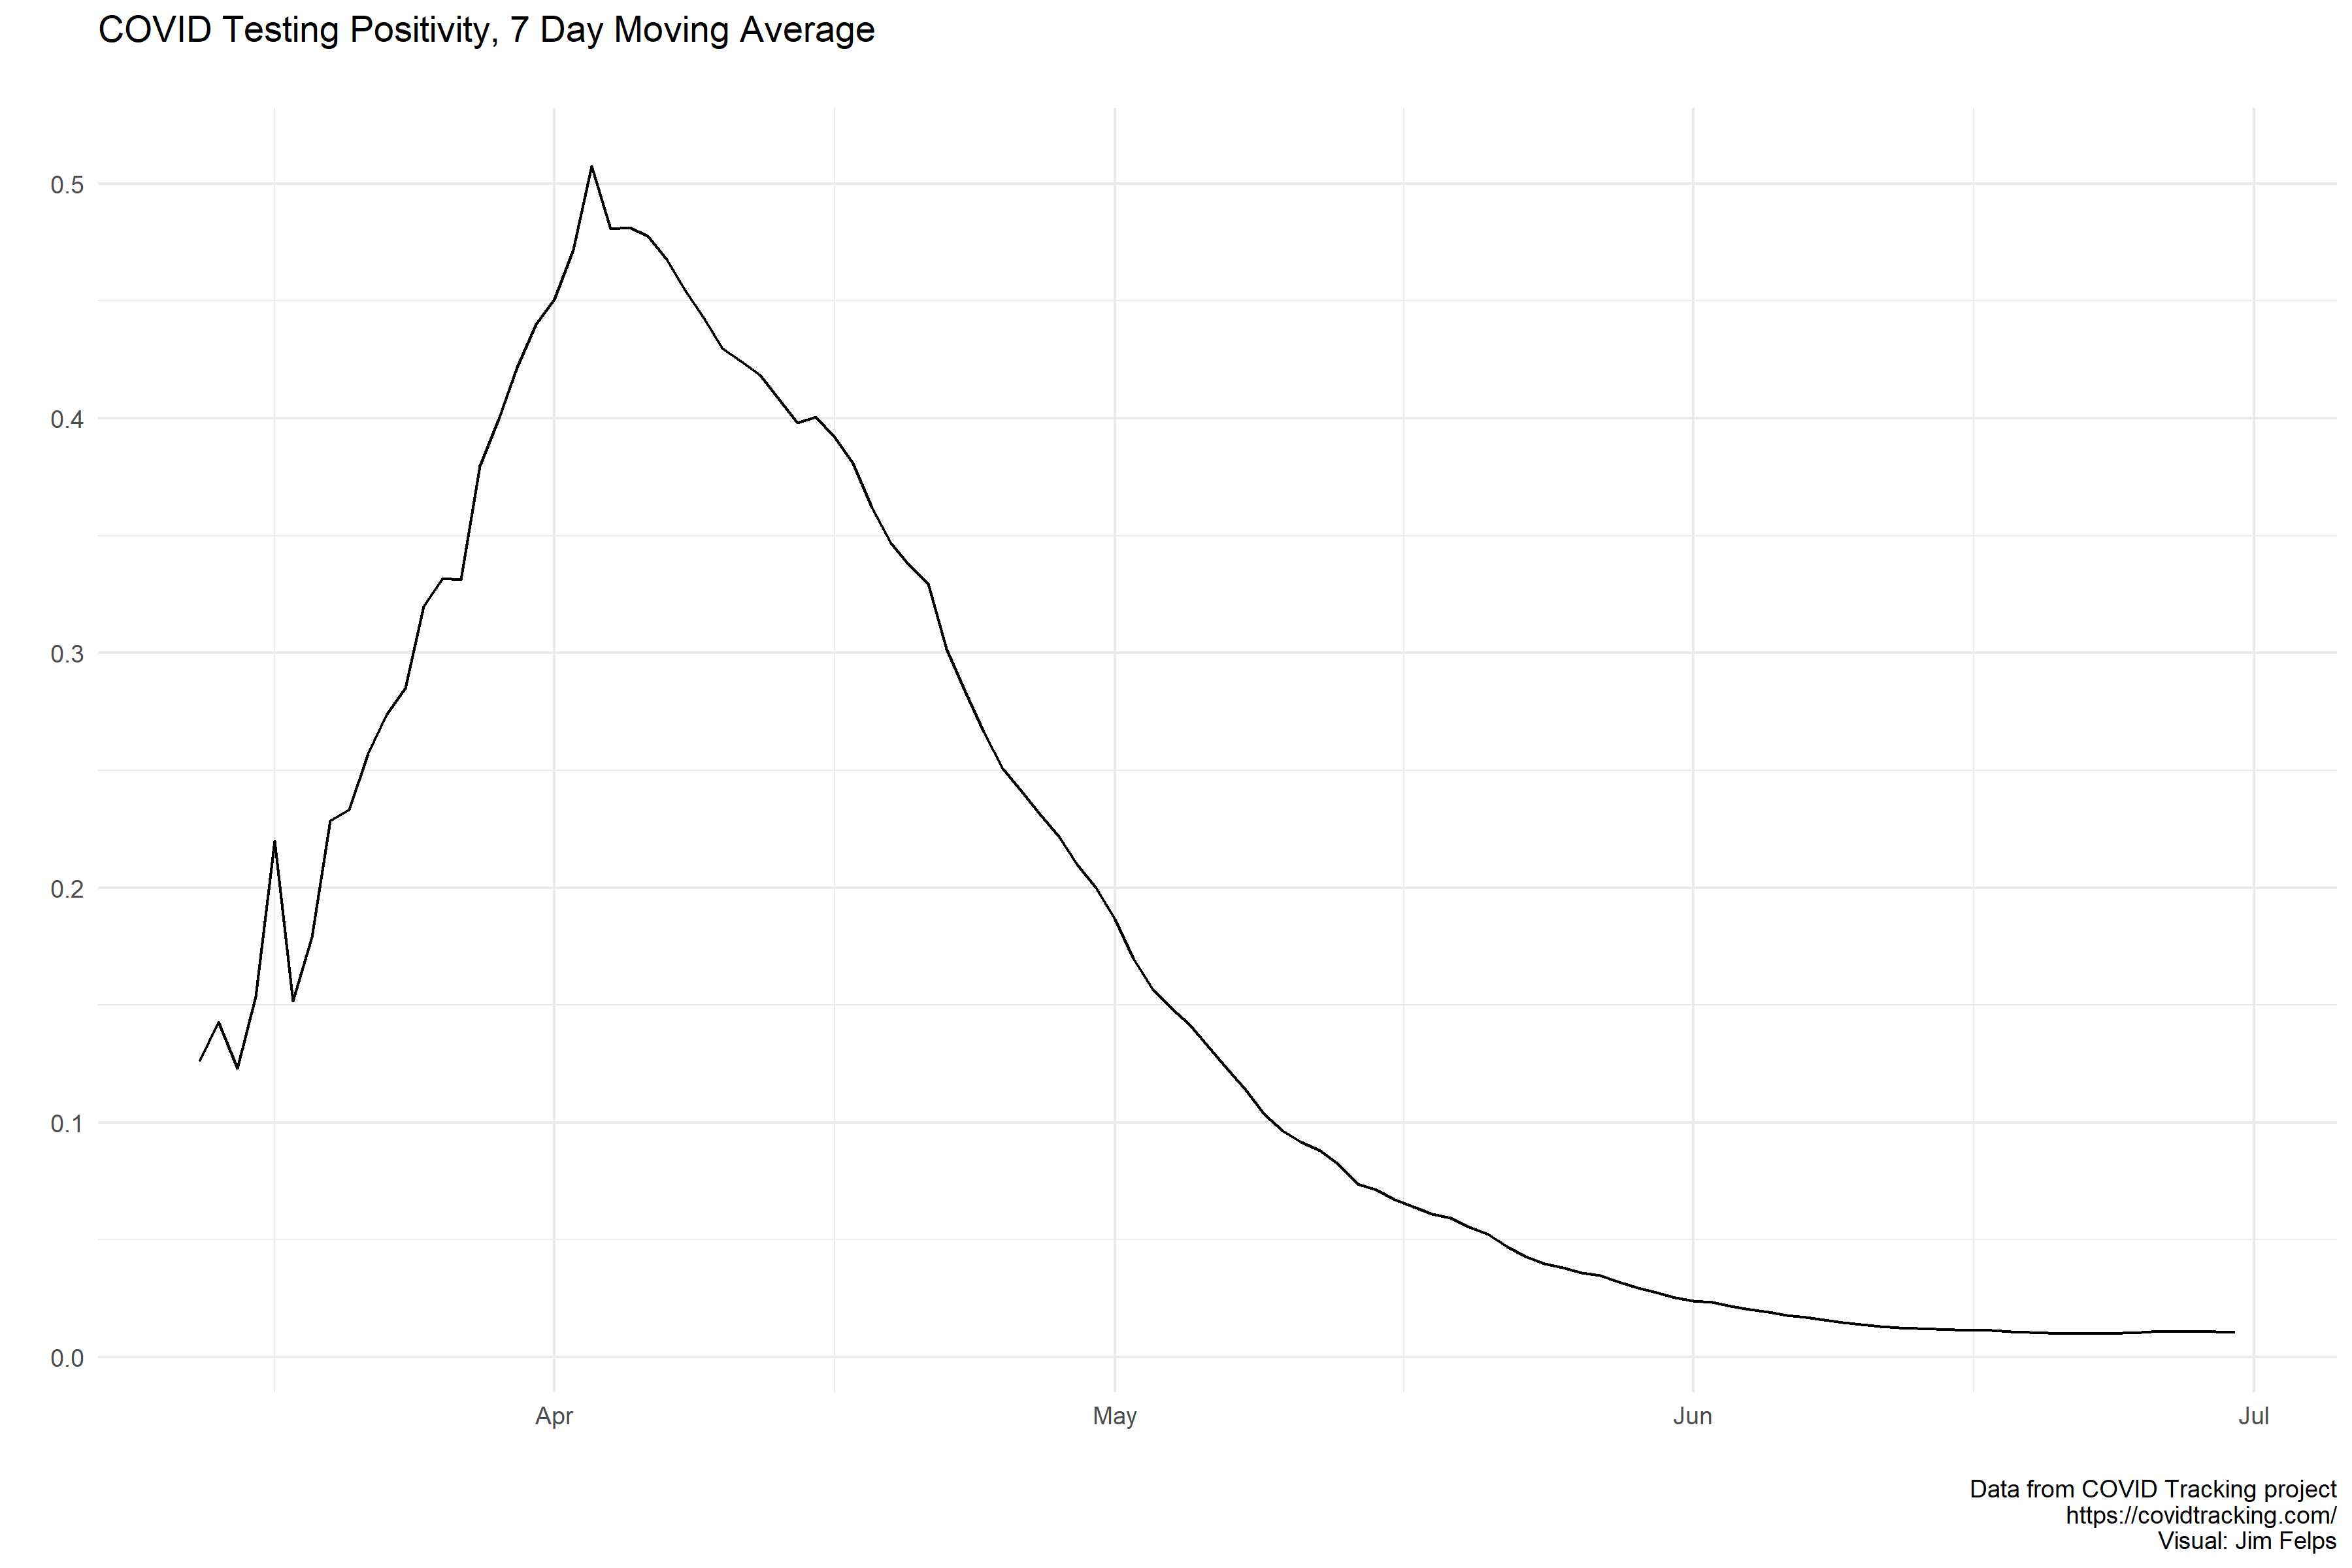 COVID Testing Positivity, 7 Day Moving Average
0.5
0.4
0.3
0.2
0.1
0.0
Apr May Jun Jul
Data from COVID Tracking project
https://covidtracking.com/
Visual: Jim Felps